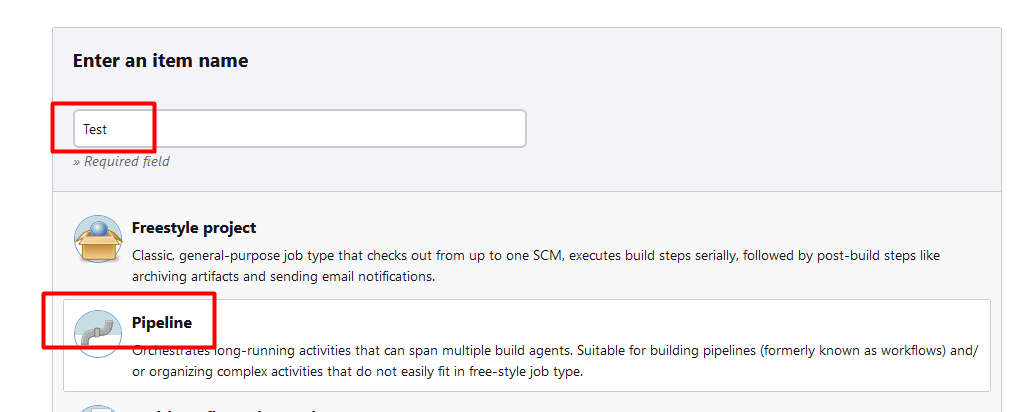 Enter an item name
Test
» Required field
Freestyle project
Classic, general-purpose job type that checks out from up to one SCM, executes build steps serially, followed by post-build steps like
archiving artifacts and sending email notifications.
Pipeline
Orchestrates long-running activities that can span multiple build agents. Suitable for building pipelines (formerly known as workflows) and/
or organizing complex activities that do not easily fit in free-style job type.